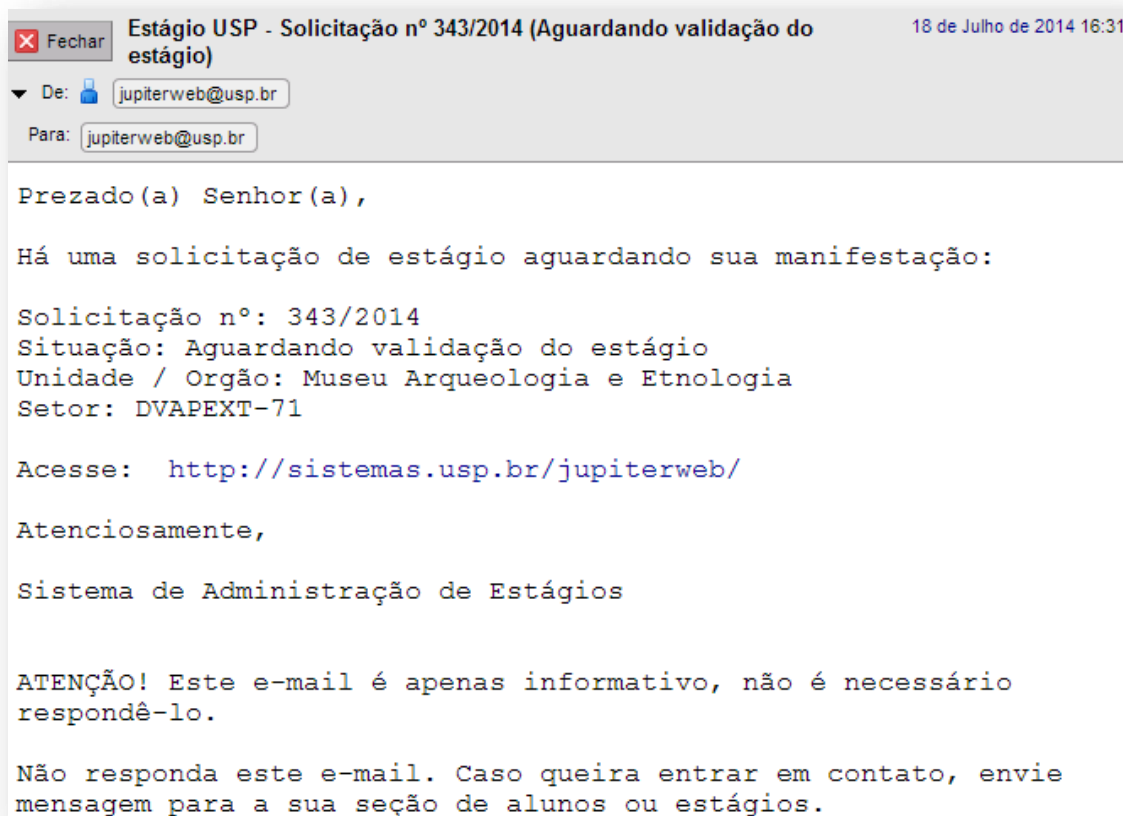 Fechar
Estágio USP - Solicitação nº 343/2014 (Aguardando validação do
estágio)
18 de Julho de 2014 16:31
De: jupiterweb@usp.br
Para: jupiterweb@usp.br
Prezado(a) Senhor(a),
Há uma solicitação de estágio aguardando sua manifestação:
Solicitação nº: 343/2014
Situação: Aguardando validação do estágio
Unidade / Orgão: Museu Arqueologia e Etnologia
Setor: DVAPEXT-71
Acesse: http://sistemas.usp.br/jupiterweb/
Atenciosamente,
Sistema de Administração de Estágios
ATENÇÃO! Este e-mail é apenas informativo, não é necessário
respondê-lo.
Não responda este e-mail. Caso queira entrar em contato, envie
mensagem para a sua seção de alunos ou estágios.